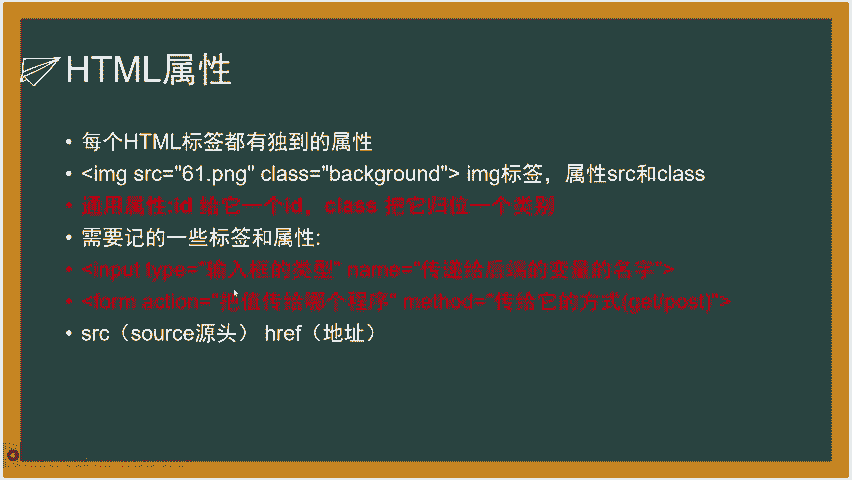 HTML属性
• 每个HTML标签都有独到的属性
• <img src="61.png" class="background"> img标签，属性src和class
• 通用属性:id 给它一个id，class 把它归位一个类别
• 需要记的一些标签和属性:
• <input type="输入框的类型" name="传递给后端的变量的名字">
• <form action="把值传给哪个程序" method="传给它的方式(get/post)">
• src（source源头） href（地址）